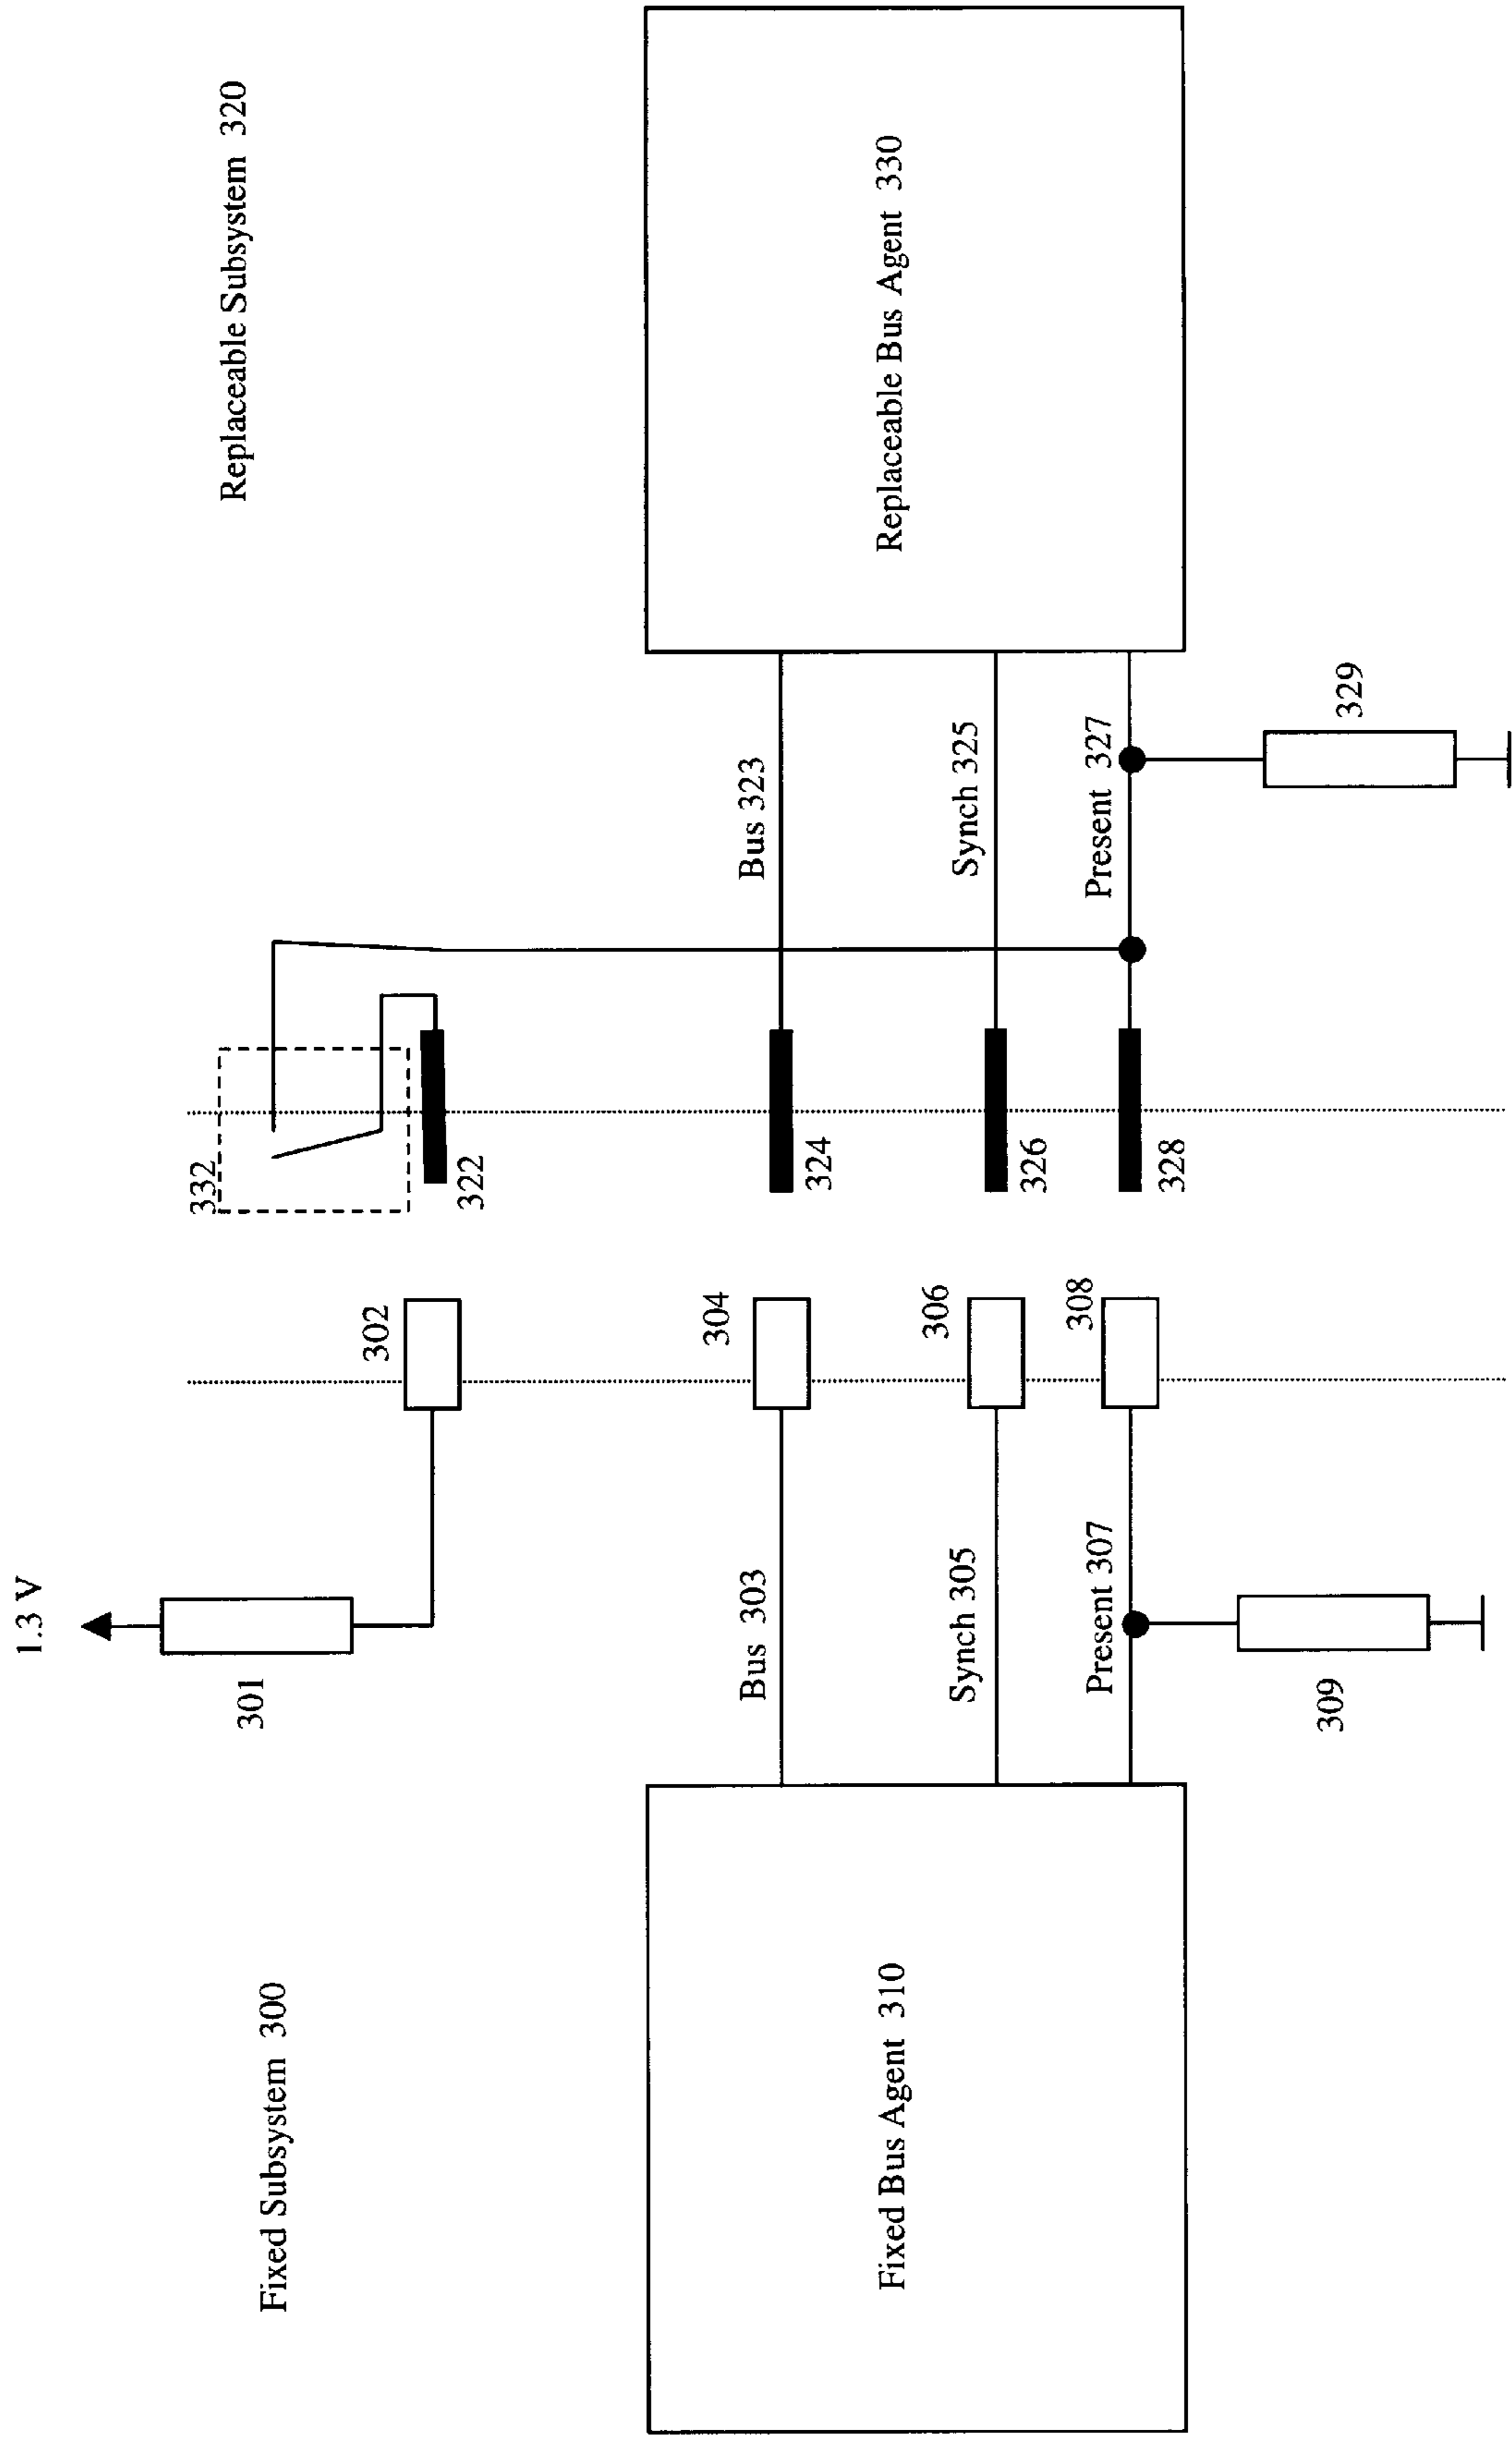 1.3 V
Fixed Subsystem 300
Replaceable Subsystem 320
301
302
332
322
Bus 303
304
324
Bus 323
Fixed Bus Agent 310
Replaceable Bus Agent 330
Synch 305
306
326
Synch 325
Present 307
308
328
Present 327
309
329